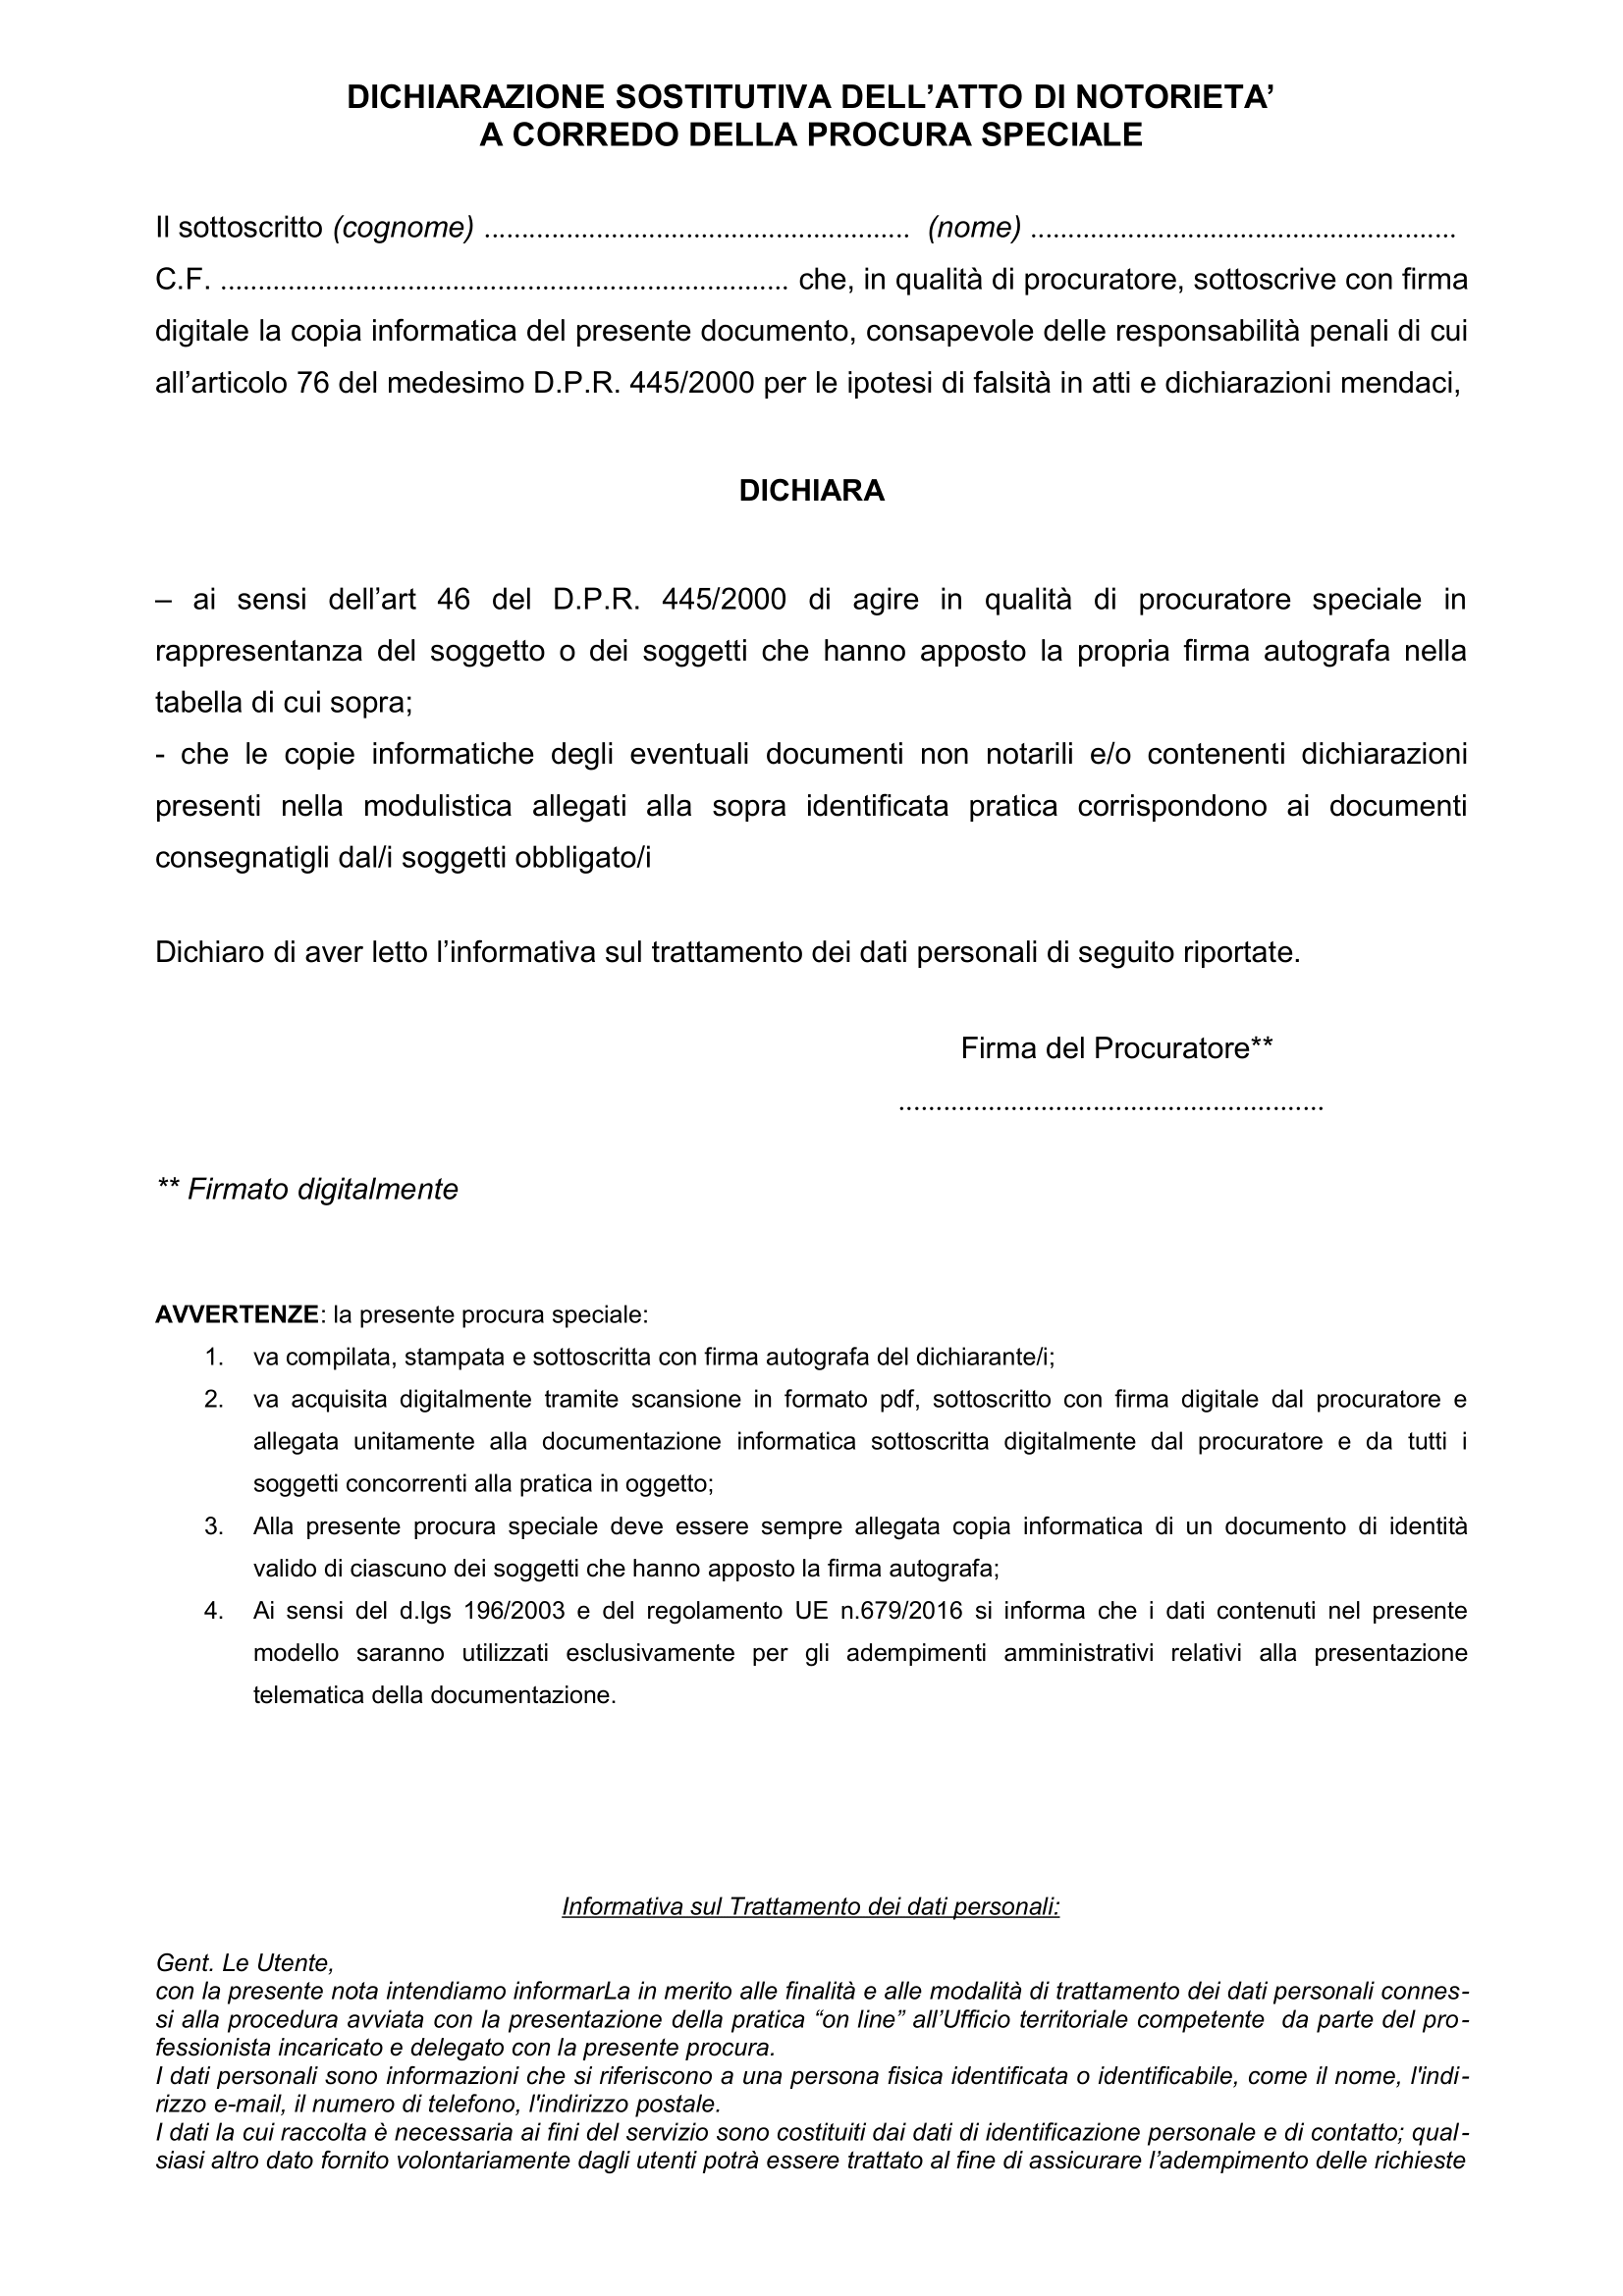 DICHIARAZIONE SOSTITUTIVA DELL’ATTO DI NOTORIETA’
A CORREDO DELLA PROCURA SPECIALE
Il sottoscritto (cognome) ......................................................... (nome) .........................................................
C.F. ............................................................................ che, in qualità di procuratore, sottoscrive con firma
digitale la copia informatica del presente documento, consapevole delle responsabilità penali di cui
all’articolo 76 del medesimo D.P.R. 445/2000 per le ipotesi di falsità in atti e dichiarazioni mendaci,
DICHIARA
– ai sensi dell’art 46 del D.P.R. 445/2000 di agire in qualità di procuratore speciale in
rappresentanza del soggetto o dei soggetti che hanno apposto la propria firma autografa nella
tabella di cui sopra;
- che le copie informatiche degli eventuali documenti non notarili e/o contenenti dichiarazioni
presenti nella modulistica allegati alla sopra identificata pratica corrispondono ai documenti
consegnatigli dal/i soggetti obbligato/i
Dichiaro di aver letto l’informativa sul trattamento dei dati personali di seguito riportate.
Firma del Procuratore**
.........................................................
** Firmato digitalmente
AVVERTENZE: la presente procura speciale:
1. va compilata, stampata e sottoscritta con firma autografa del dichiarante/i;
2. va acquisita digitalmente tramite scansione in formato pdf, sottoscritto con firma digitale dal procuratore e
allegata unitamente alla documentazione informatica sottoscritta digitalmente dal procuratore e da tutti i
soggetti concorrenti alla pratica in oggetto;
3. Alla presente procura speciale deve essere sempre allegata copia informatica di un documento di identità
valido di ciascuno dei soggetti che hanno apposto la firma autografa;
4. Ai sensi del d.lgs 196/2003 e del regolamento UE n.679/2016 si informa che i dati contenuti nel presente
modello saranno utilizzati esclusivamente per gli adempimenti amministrativi relativi alla presentazione
telematica della documentazione.
Informativa sul Trattamento dei dati personali:
Gent. Le Utente,
con la presente nota intendiamo informarLa in merito alle finalità e alle modalità di trattamento dei dati personali connes-
si alla procedura avviata con la presentazione della pratica “on line” all’Ufficio territoriale competente  da parte del pro-
fessionista incaricato e delegato con la presente procura.
I dati personali sono informazioni che si riferiscono a una persona fisica identificata o identificabile, come il nome, l'indi-
rizzo e-mail, il numero di telefono, l'indirizzo postale.
I dati la cui raccolta è necessaria ai fini del servizio sono costituiti dai dati di identificazione personale e di contatto; qual-
siasi altro dato fornito volontariamente dagli utenti potrà essere trattato al fine di assicurare l’adempimento delle richieste